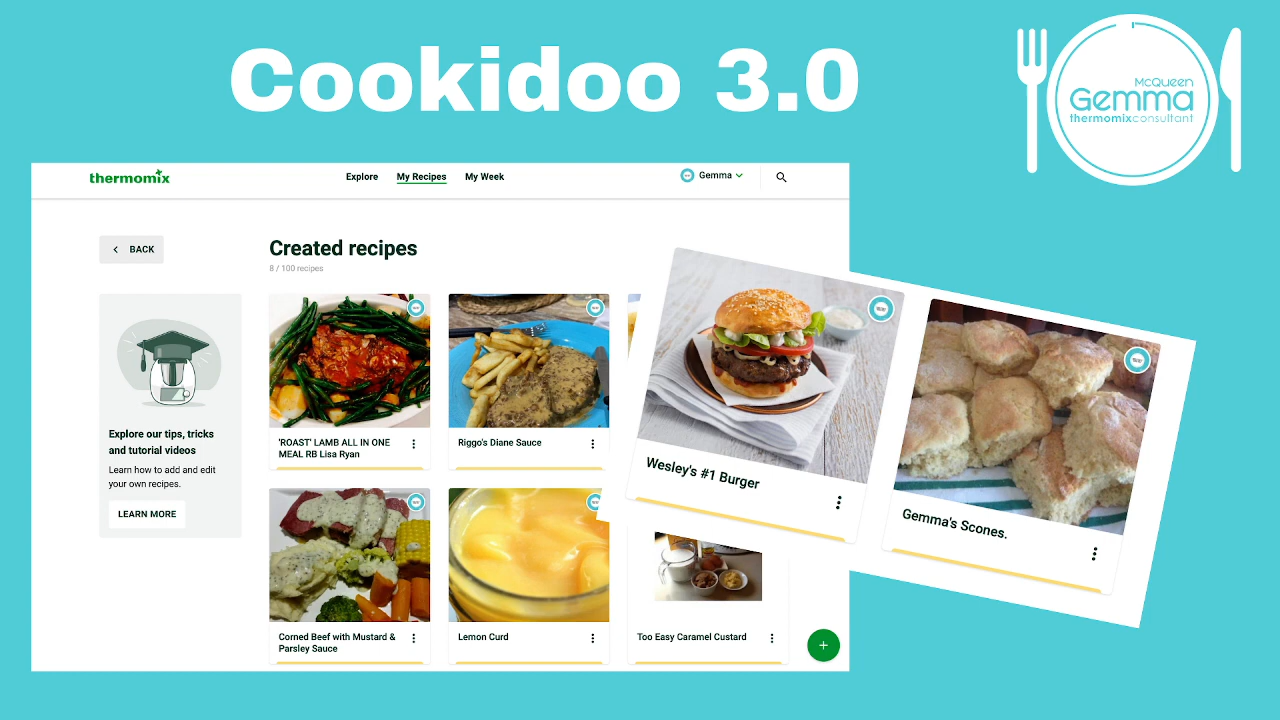 Cookidoo 3.0
McQueen
Gemma
thermomixconsultant
thermomix
Explore
My Recipes
My Week
Gemma
BACK
Created recipes
8 / 100 recipes
Explore our tips, tricks
and tutorial videos
Learn how to add and edit
your own recipes.
LEARN MORE
'ROAST' LAMB ALL IN ONE
MEAL RB Lisa Ryan
Riggo's Diane Sauce
Wesley's #1 Burger
Gemma's Scones.
Corned Beef with Mustard &
Parsley Sauce
Lemon Curd
Too Easy Caramel Custard